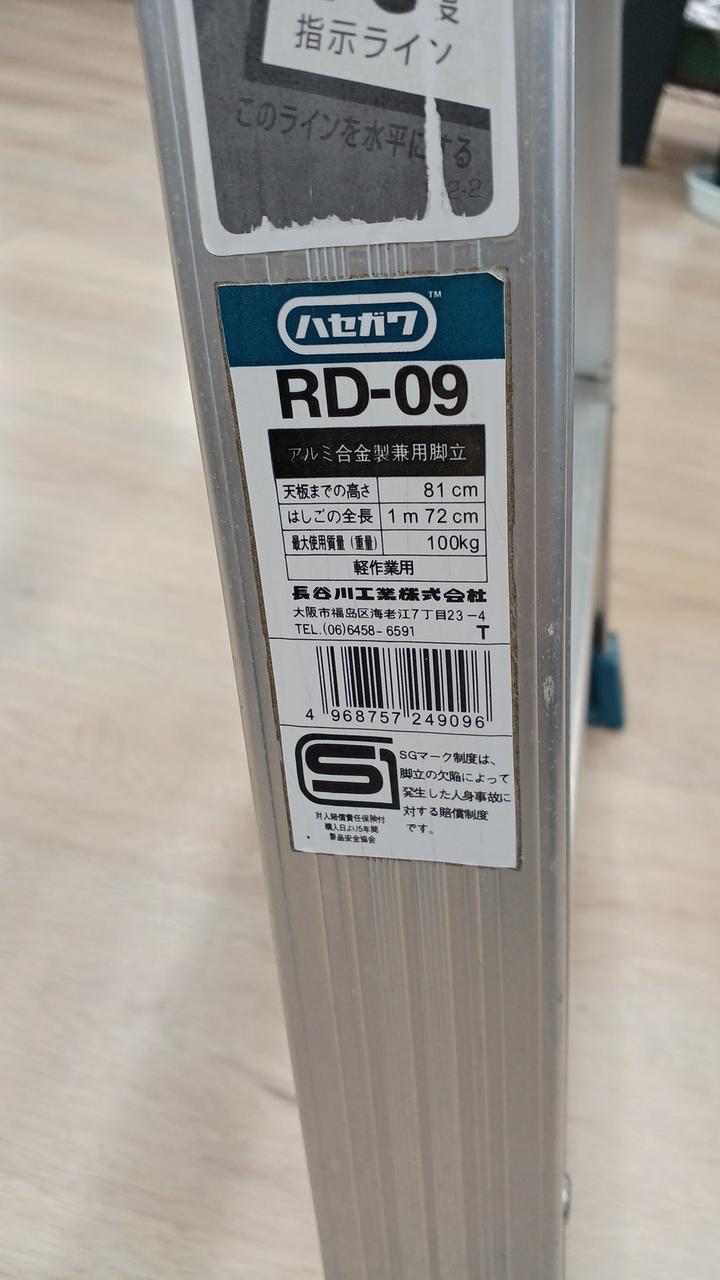 指示ライン
このラインを水平にする
2-2
ハセガワ™
RD-09
アルミ合金製兼用脚立
天板までの高さ 81 cm
はしごの全長 1 m 72 cm
最大使用質量(重量) 100kg
軽作業用
長谷川工業株式会社
大阪市福島区海老江7丁目23-4
TEL.(06)6458-6591 T
4 968757 249096
SGマーク制度は、
脚立の欠陥によって
発生した人身事故に
対する賠償制度
です。
対人賠償責任保険付
購入日より5年間
製品安全協会